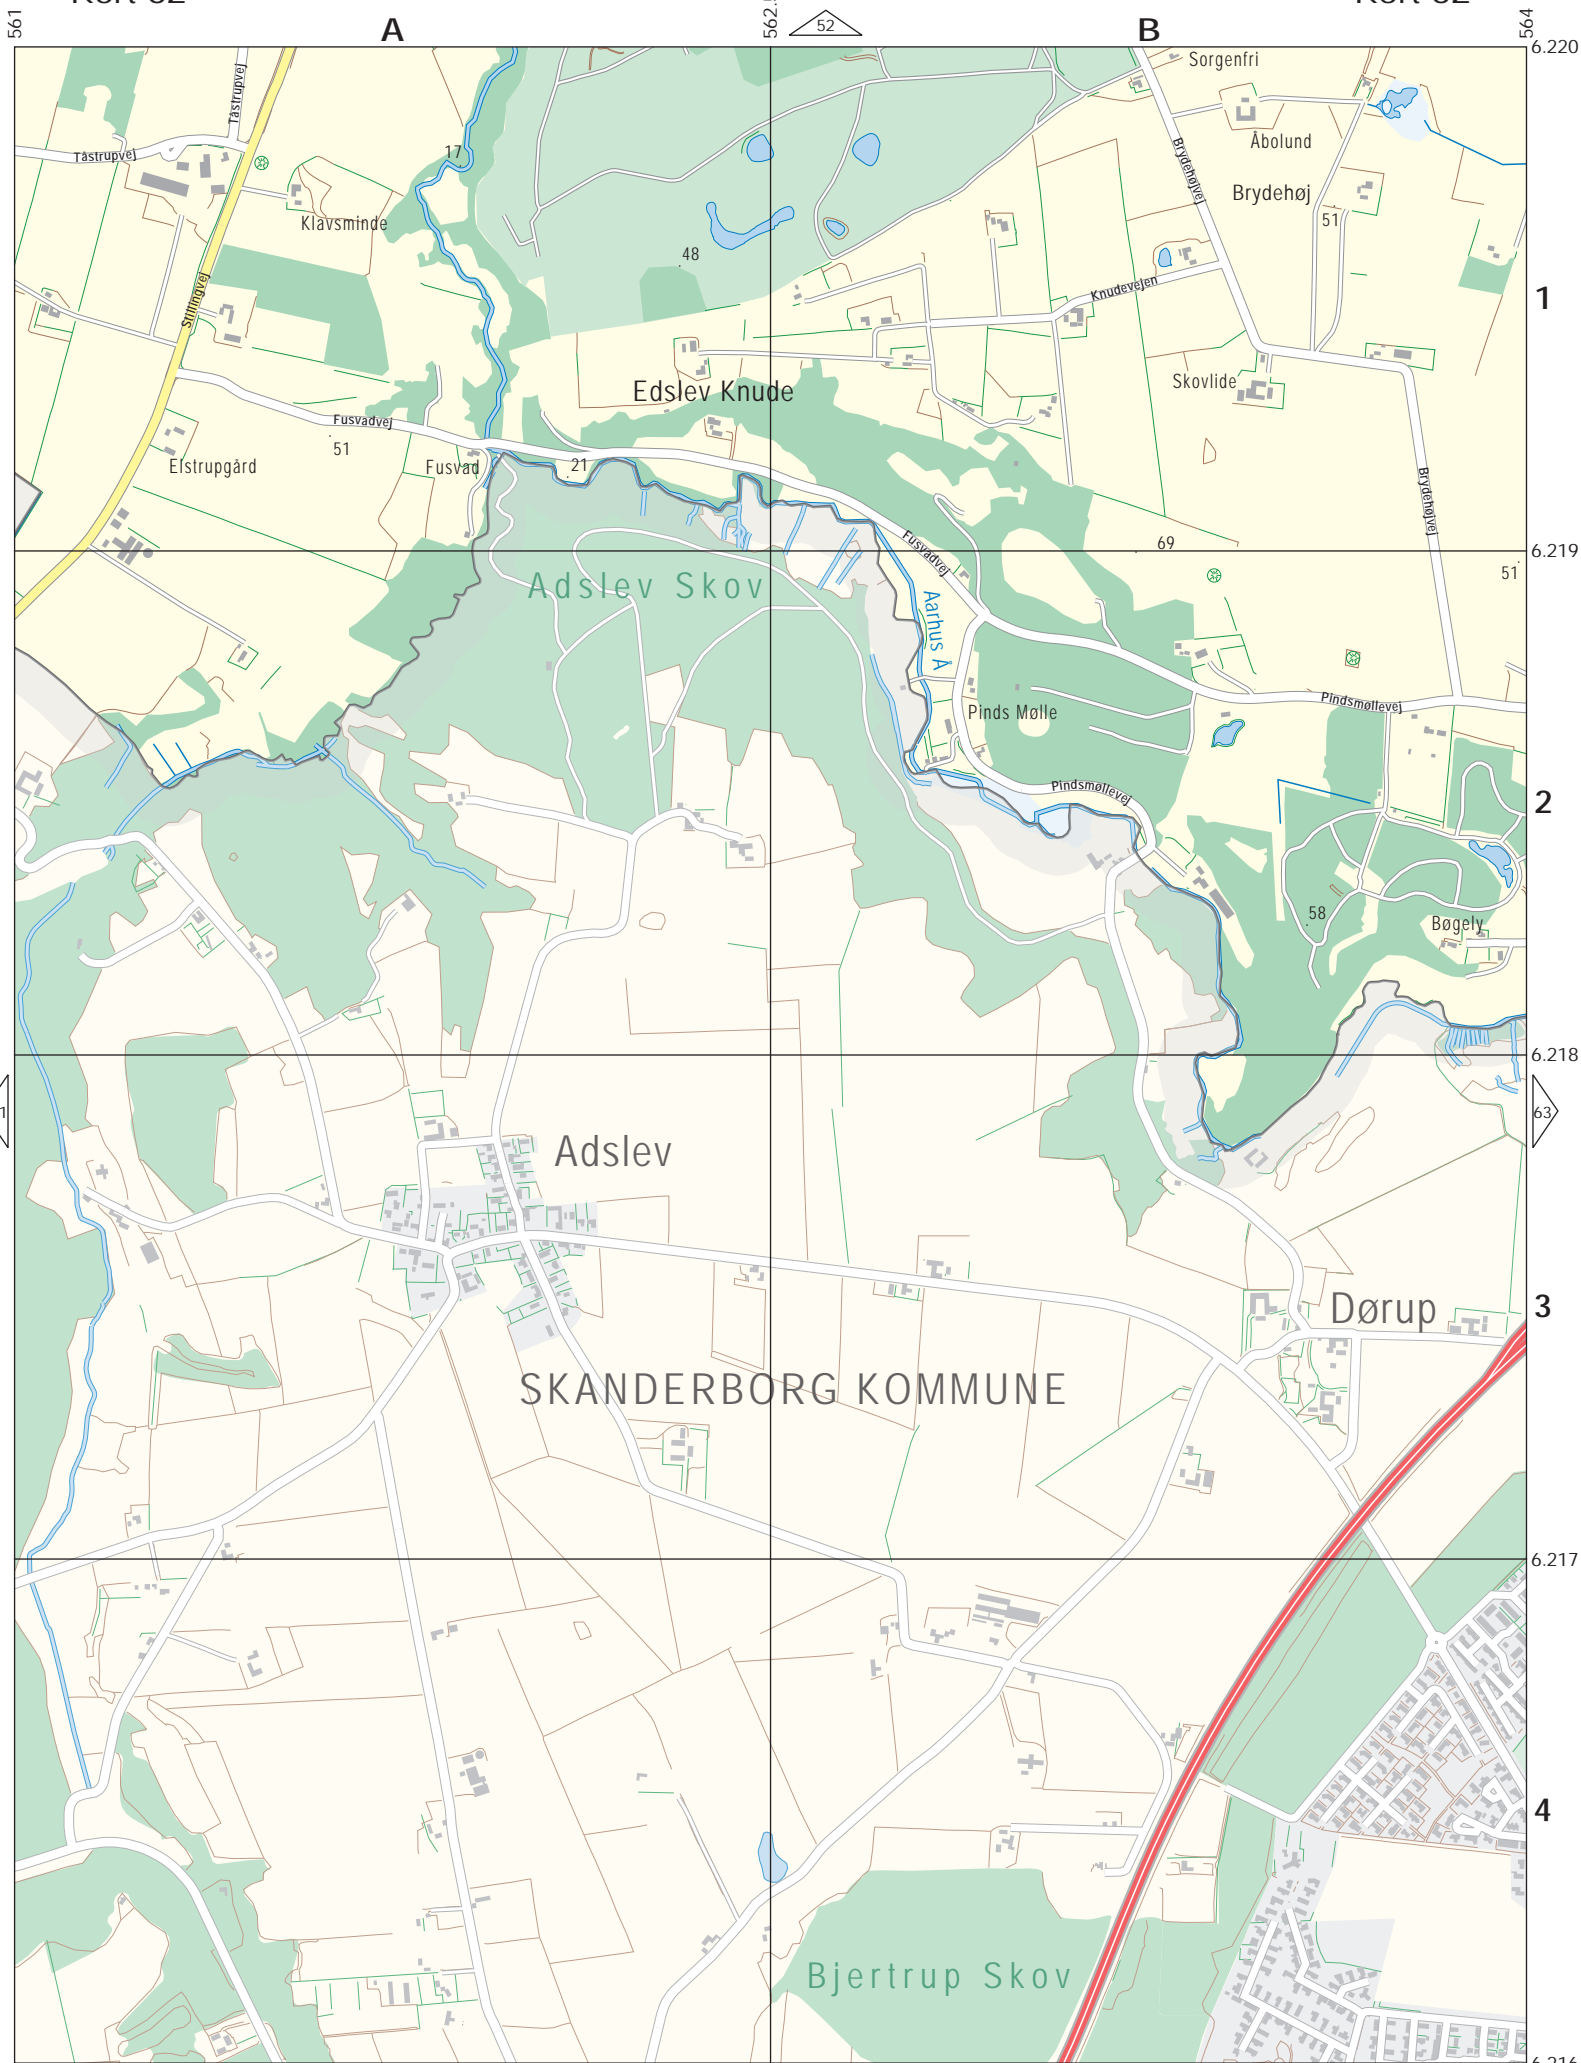 561
A
562.5
52
B
564
6.220
Sorgenfri
Tåstrupvej
Åbolund
Tåstrupvej
17
Brydehøjvej
Brydehøj
51
Klavsminde
48
Stillingvej
Knudevejen
1
Skovlide
Edslev Knude
Fusvadvej
51
Elstrupgård
Fusvad
21
Brydehøjvej
Fusvadvej
69
6.219
51
Adslev Skov
Aarhus Å
Pindsmøllevej
Pinds Mølle
Pindsmøllevej
2
58
Bøgely
6.218
63
Adslev
Dørup
3
SKANDERBORG KOMMUNE
6.217
4
Bjertrup Skov